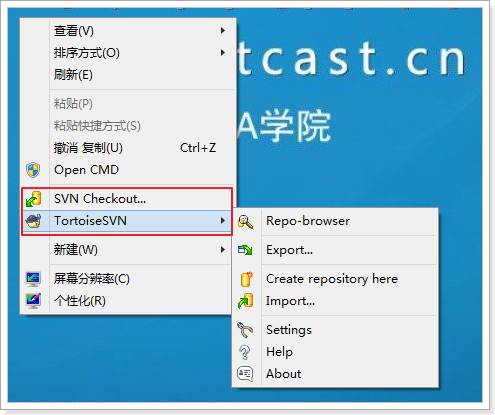 查看(V)
排序方式(O)
刷新(E)
粘贴(P)
粘贴快捷方式(S)
撤消 复制(U) Ctrl+Z
Open CMD
SVN Checkout...
TortoiseSVN
新建(W)
屏幕分辨率(C)
个性化(R)
tcast.cn
A学院
Repo-browser
Export...
Create repository here
Import...
Settings
Help
About